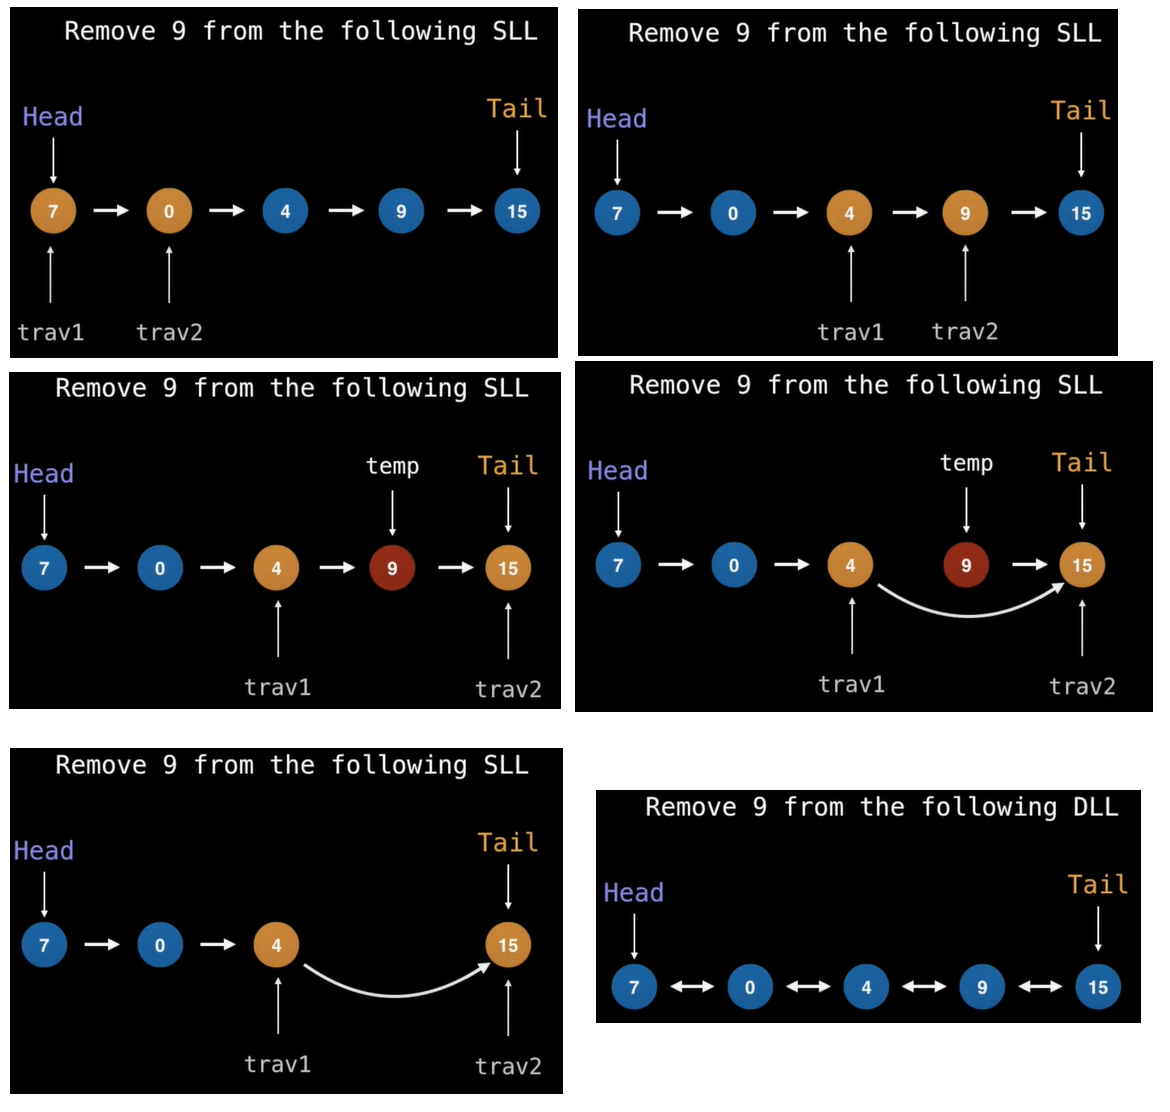 Remove 9 from the following SLL
Head
Tail
7 0 4 9 15
trav1 trav2
Remove 9 from the following SLL
Head
Tail
7 0 4 9 15
trav1 trav2
Remove 9 from the following SLL
Head
temp
Tail
7 0 4 9 15
trav1
trav2
Remove 9 from the following SLL
Head
temp
Tail
7 0 4 9 15
trav1
trav2
Remove 9 from the following SLL
Head
Tail
7 0 4 15
trav1
trav2
Remove 9 from the following DLL
Head
Tail
7 0 4 9 15